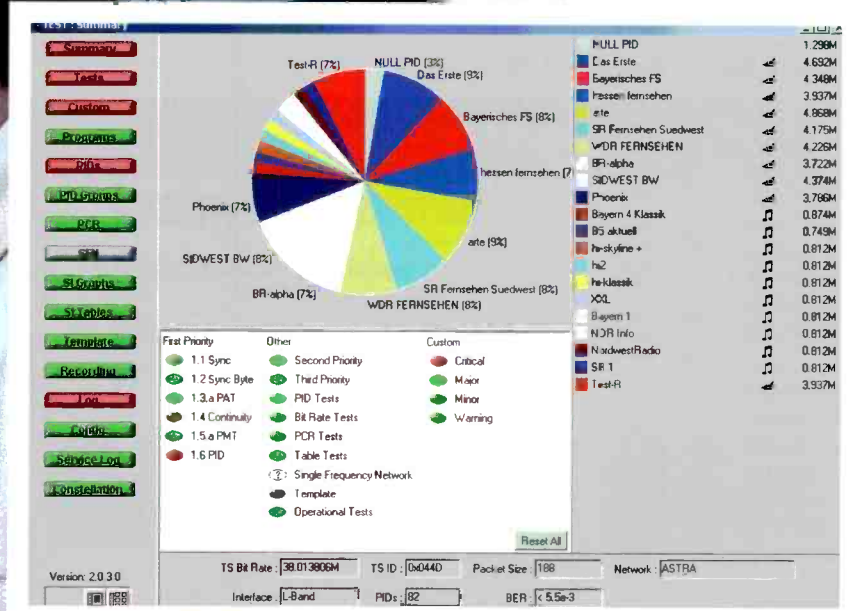 TEST : Summary
Summary
Tests
Custom
Programs
PIDs
PID Groups
PCR
SFN
SI Graphs
SI Tables
Template
Recording
Log
Config
Service Log
Constellation
Version: 2.0.3.0
Test-R (7%)
NULL PID (3%)
Das Erste (9%)
Bayerisches FS (8%)
hessen fernsehen (7
arte (9%)
SR Fernsehen Suedwest (8%)
WDR FERNSEHEN (8%)
BR-alpha (7%)
SÜDWEST BW (8%)
Phoenix (7%)
NULL PID 1.298M
Das Erste 4.692M
Bayerisches FS 4.348M
hessen fernsehen 3.937M
arte 4.868M
SR Fernsehen Suedwest 4.175M
WDR FERNSEHEN 4.226M
BR-alpha 3.722M
SÜDWEST BW 4.374M
Phoenix 3.786M
Bayern 4 Klassik 0.874M
B5 aktuell 0.749M
hr-skyline + 0.812M
hr2 0.812M
hr-klassik 0.812M
XXL 0.812M
Bayern 1 0.812M
NDR Info 0.812M
NordwestRadio 0.812M
SR 1 0.812M
Test-R 3.937M
First Priority
1.1 Sync
1.2 Sync Byte
1.3.a PAT
1.4 Continuity
1.5.a PMT
1.6 PID
Other
Second Priority
Third Priority
PID Tests
Bit Rate Tests
PCR Tests
Table Tests
Single Frequency Network
Template
Operational Tests
Custom
Critical
Major
Minor
Warning
Reset All
TS Bit Rate : 38.013806M TS ID : 0x044D Packet Size : 188 Network : ASTRA
Interface : L-Band PIDs : 82 BER : < 5.5e-3